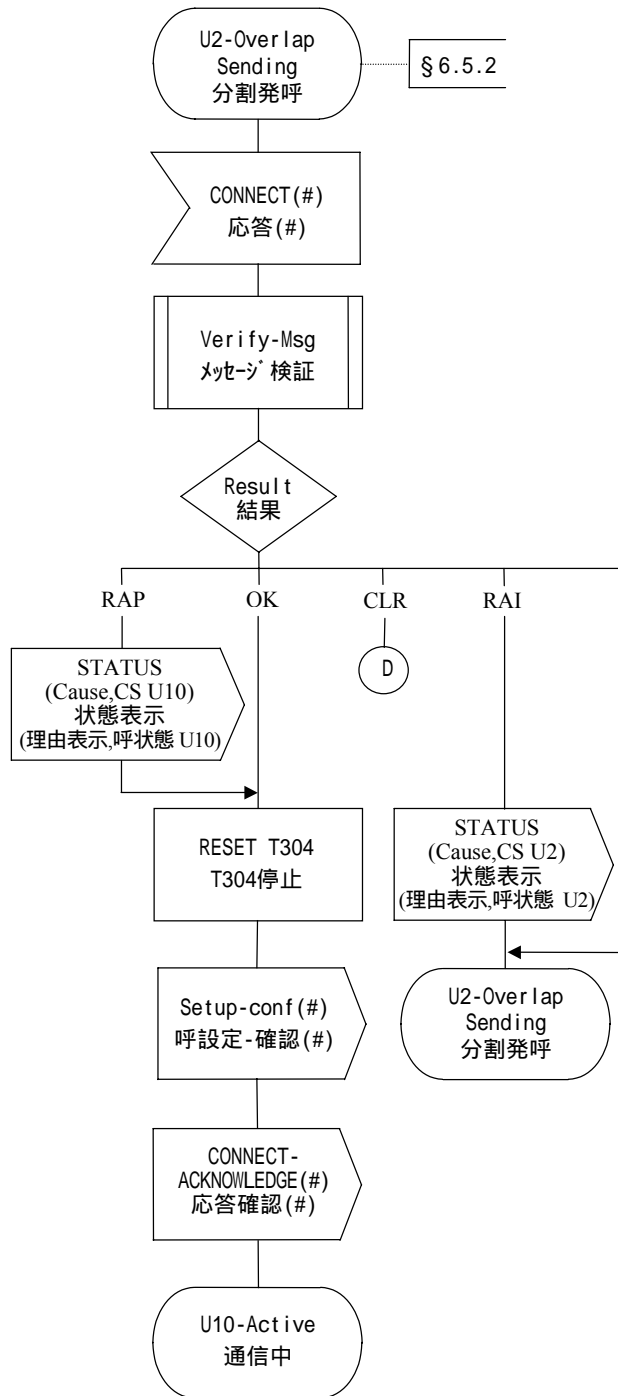 U2-Overlap
Sending
分割発呼
§6.5.2
CONNECT(#)
応答(#)
Verify-Msg
ﾒｯｾｰｼﾞ検証
Result
結果
RAP
OK
CLR
RAI
D
STATUS
(Cause,CS U10)
状態表示
(理由表示,呼状態 U10)
RESET T304
T304停止
STATUS
(Cause,CS U2)
状態表示
(理由表示,呼状態 U2)
Setup-conf(#)
呼設定-確認(#)
U2-Overlap
Sending
分割発呼
CONNECT-
ACKNOWLEDGE(#)
応答確認(#)
U10-Active
通信中